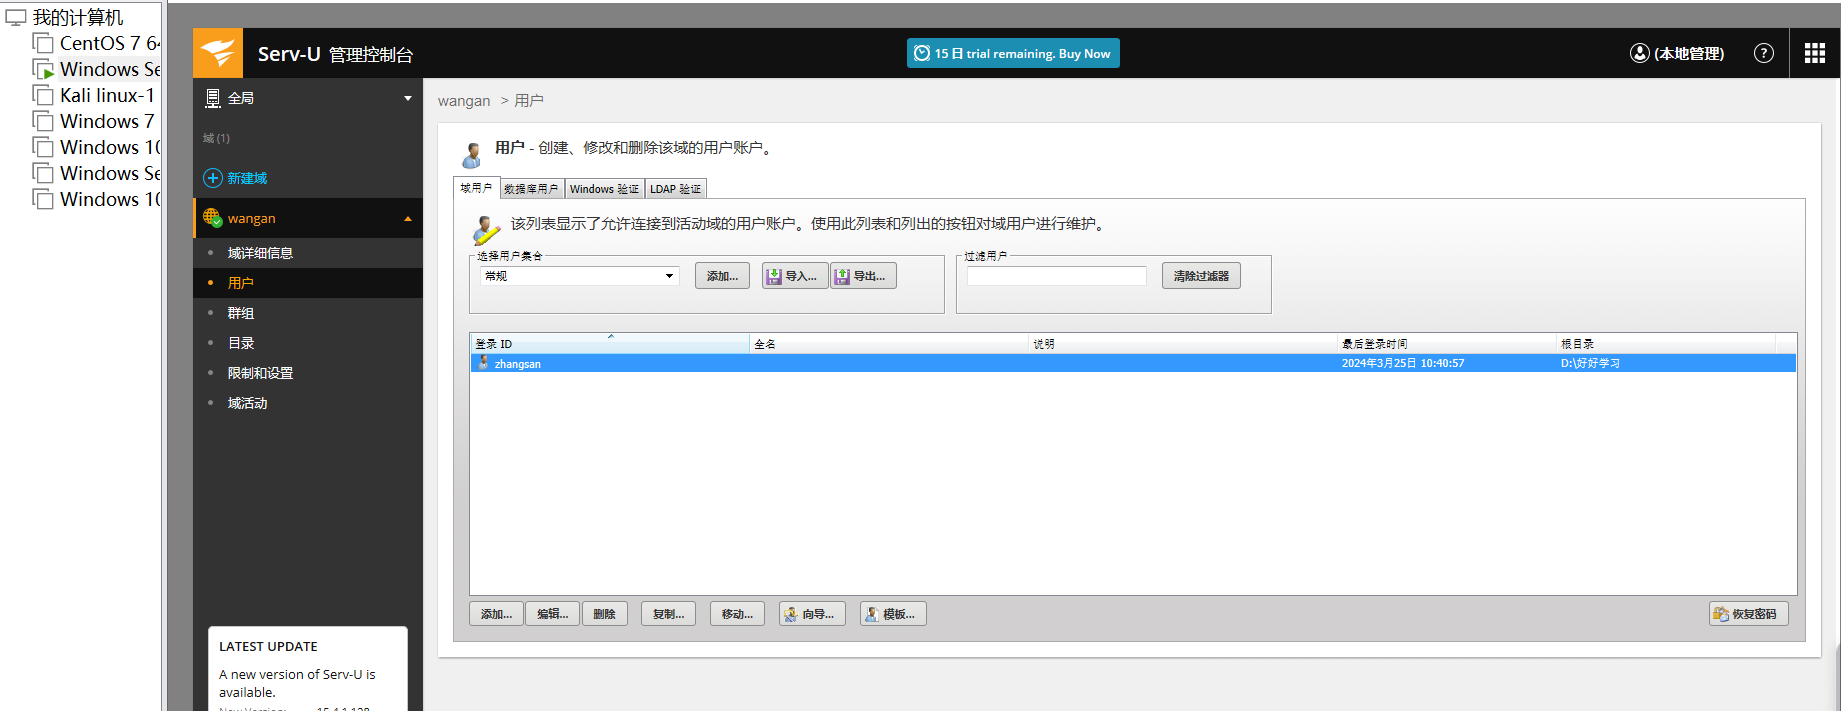 我的计算机
CentOS 7 64
Windows Se
Kali linux-1
Windows 7
Windows 10
Windows Se
Windows 10
Serv-U 管理控制台
15 日 trial remaining. Buy Now
(本地管理)
?
全局
域 (1)
新建域
wangan
域详细信息
用户
群组
目录
限制和设置
域活动
LATEST UPDATE
A new version of Serv-U is
available.
New Version: 15.4.1.128
wangan > 用户
用户 - 创建、修改和删除该域的用户账户。
域用户 数据库用户 Windows 验证 LDAP 验证
该列表显示了允许连接到活动域的用户账户。使用此列表和列出的按钮对域用户进行维护。
选择用户集合
常规
添加... 导入... 导出...
过滤用户
清除过滤器
登录 ID 全名 说明 最后登录时间 根目录
zhangsan 2024年3月25日 10:40:57 D:\好好学习
添加... 编辑... 删除 复制... 移动... 向导... 模板... 恢复密码